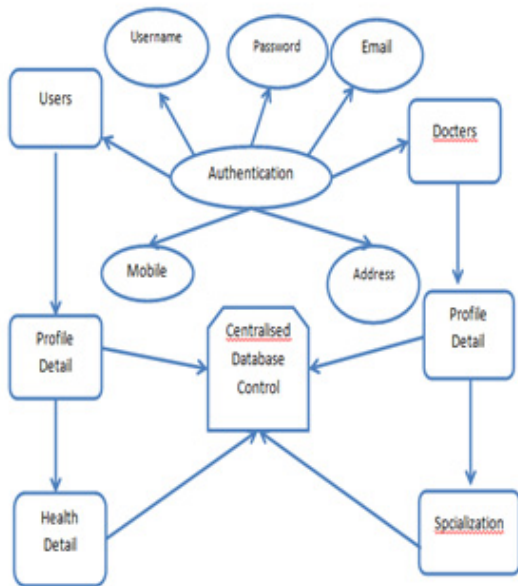 Username
Password
Email
Users
Docters
Authentication
Mobile
Address
Profile
Detail
Centralised
Database
Control
Profile
Detail
Health
Detail
Spcialization